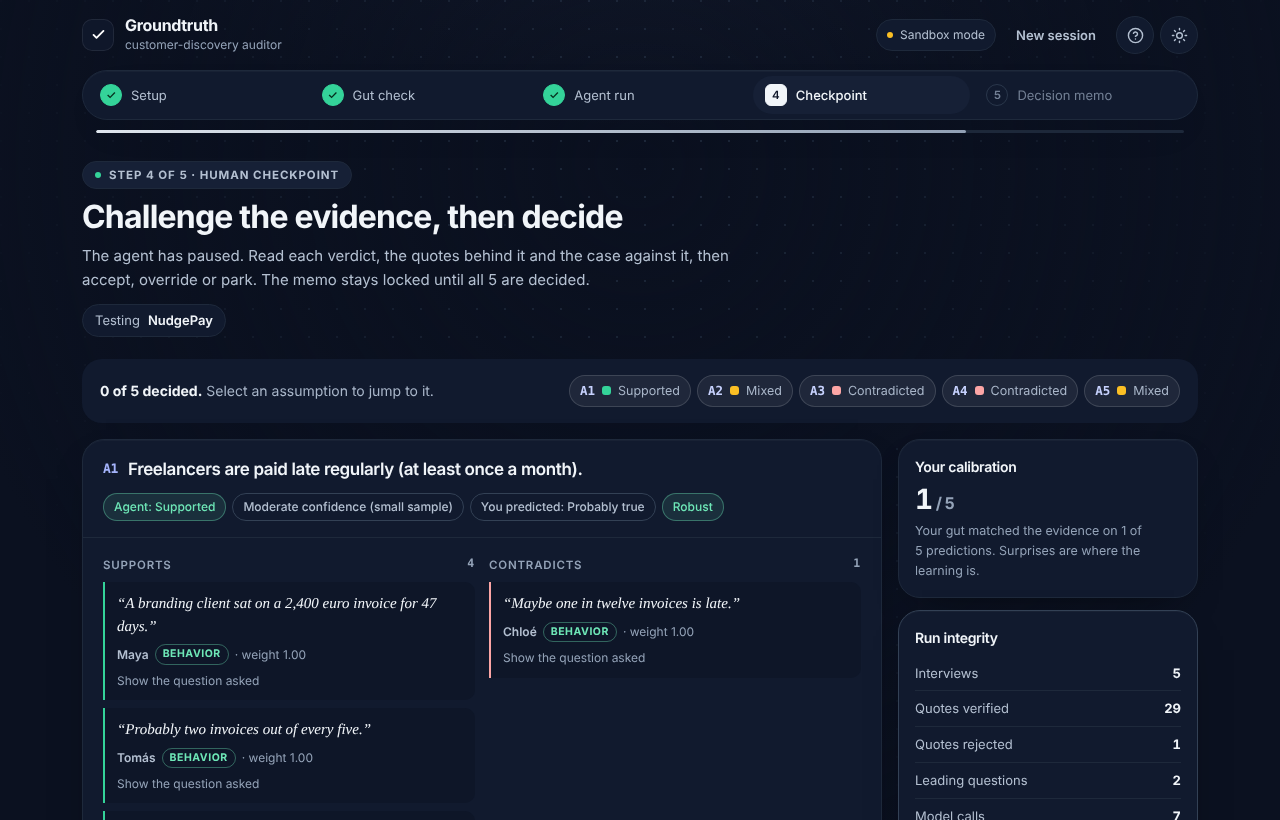 Groundtruth
customer-discovery auditor
Sandbox mode
New session
Setup
Gut check
Agent run
4 Checkpoint
5 Decision memo
STEP 4 OF 5 · HUMAN CHECKPOINT
Challenge the evidence, then decide
The agent has paused. Read each verdict, the quotes behind it and the case against it, then
accept, override or park. The memo stays locked until all 5 are decided.
Testing NudgePay
0 of 5 decided. Select an assumption to jump to it.
A1 Supported
A2 Mixed
A3 Contradicted
A4 Contradicted
A5 Mixed
A1 Freelancers are paid late regularly (at least once a month).
Agent: Supported
Moderate confidence (small sample)
You predicted: Probably true
Robust
SUPPORTS 4
“A branding client sat on a 2,400 euro invoice for 47
days.”
Maya BEHAVIOR · weight 1.00
Show the question asked
“Probably two invoices out of every five.”
Tomás BEHAVIOR · weight 1.00
Show the question asked
CONTRADICTS 1
“Maybe one in twelve invoices is late.”
Chloé BEHAVIOR · weight 1.00
Show the question asked
Your calibration
1 / 5
Your gut matched the evidence on 1 of
5 predictions. Surprises are where the
learning is.
Run integrity
Interviews 5
Quotes verified 29
Quotes rejected 1
Leading questions 2
Model calls 7